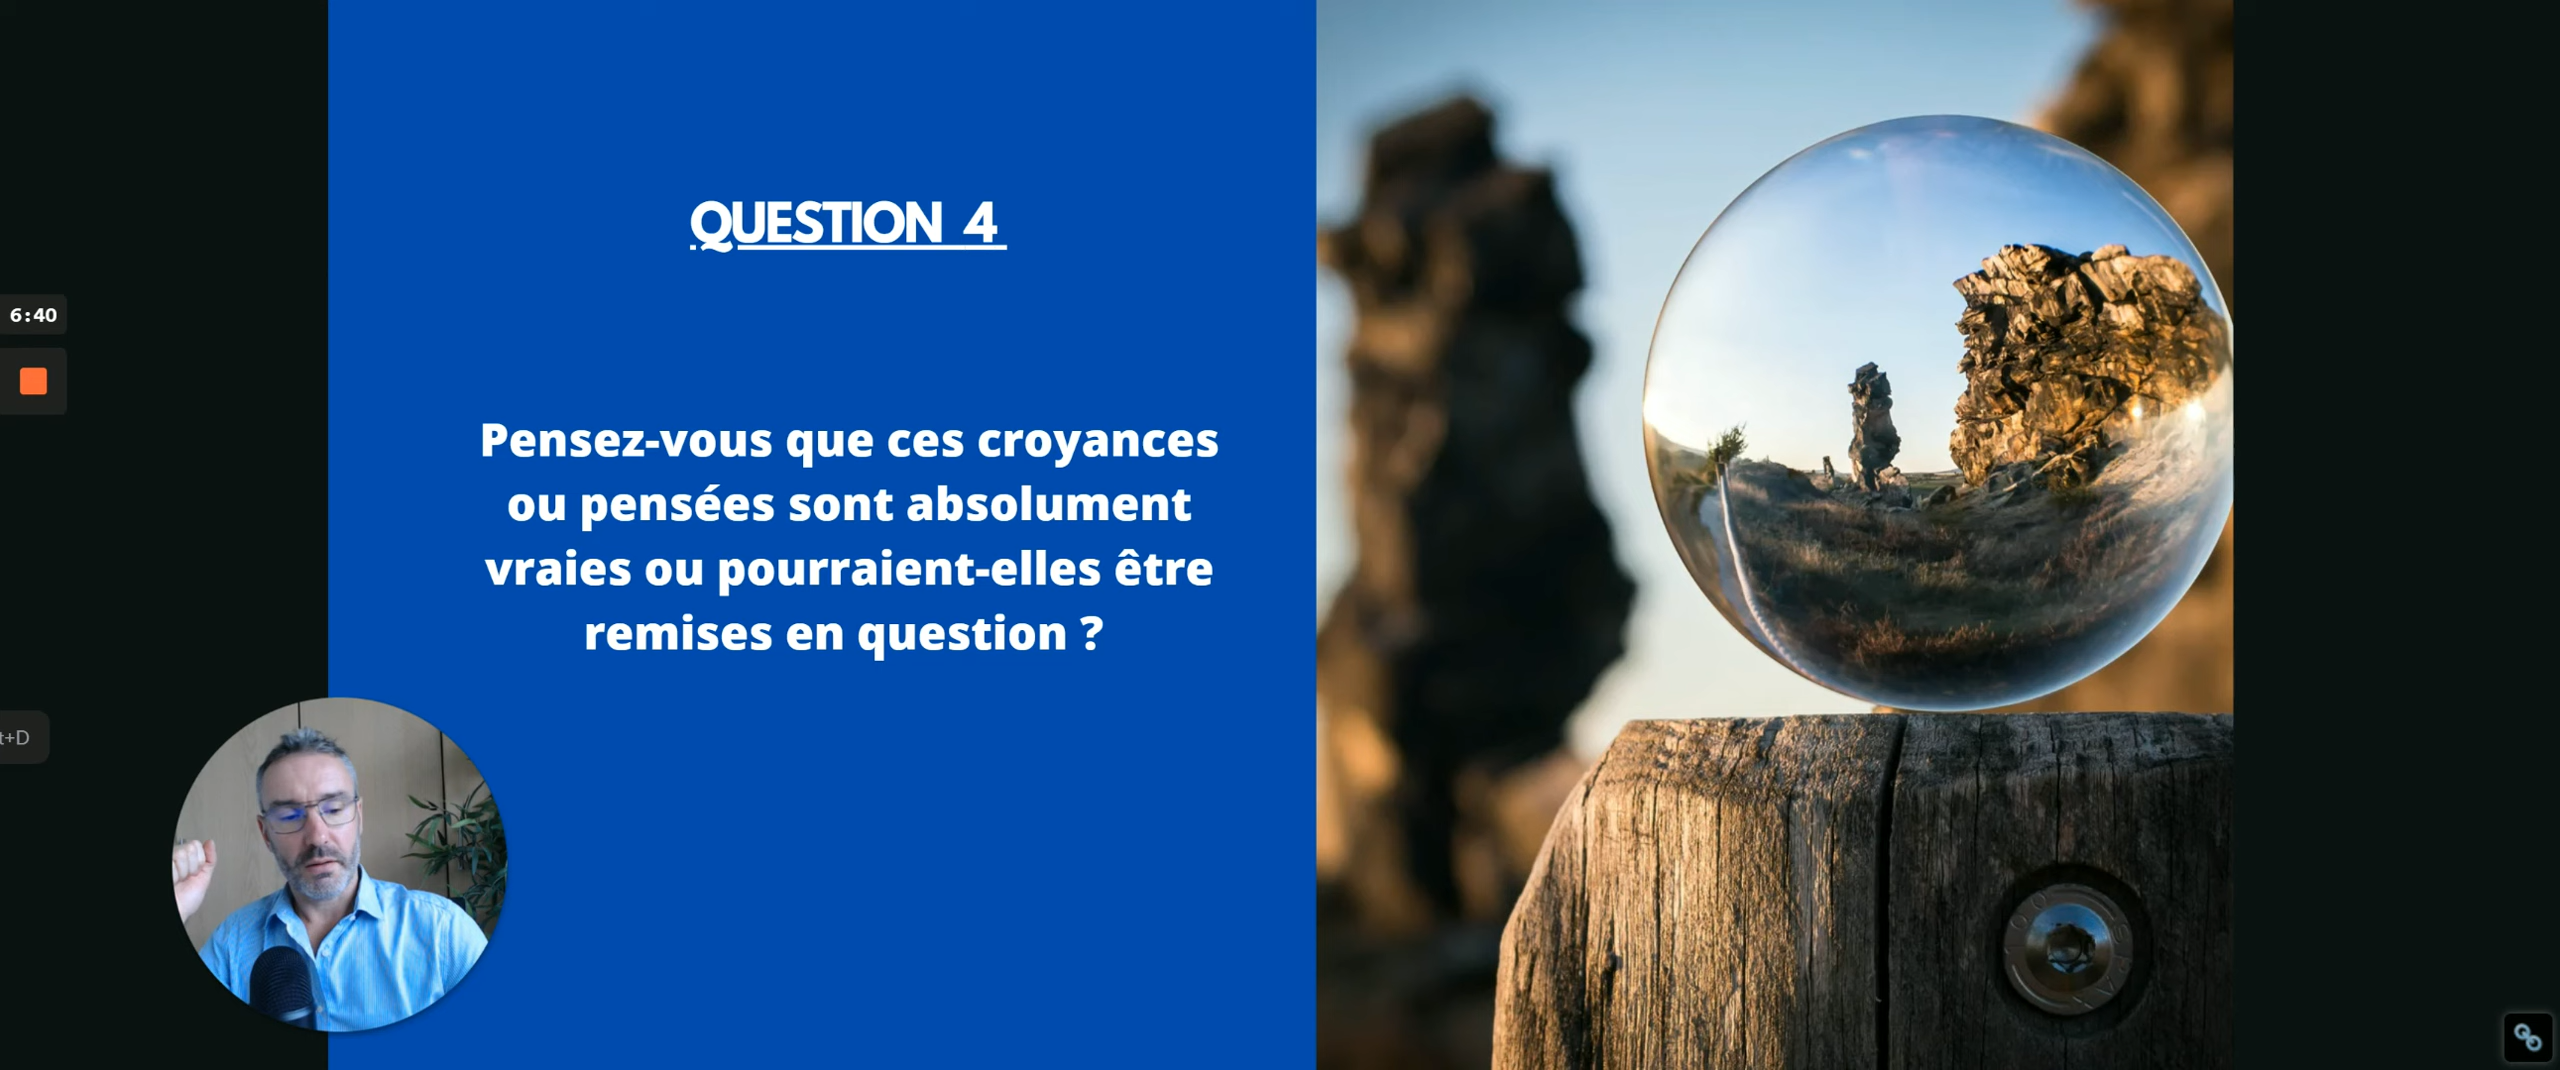 QUESTION 4
Pensez-vous que ces croyances
ou pensées sont absolument
vraies ou pourraient-elles être
remises en question ?
6:40
t+D